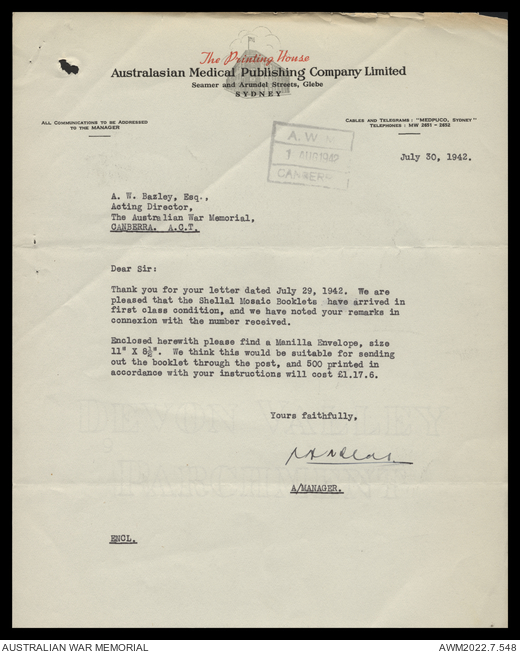 The Printing House
Australasian Medical Publishing Company Limited
Seamer and Arundel Streets, Glebe
SYDNEY
ALL COMMUNICATIONS TO BE ADDRESSED
TO THE MANAGER
CABLES AND TELEGRAMS: "MEDPUCO, SYDNEY"
TELEPHONES: MW 2651 - 2652
A. W. M.
1 AUG 1942
CANBERRA
July 30, 1942.
A. W. Bazley, Esq.,
Acting Director,
The Australian War Memorial,
CANBERRA. A.C.T.
Dear Sir:
Thank you for your letter dated July 29, 1942. We are
pleased that the Shellal Mosaic Booklets have arrived in
first class condition, and we have noted your remarks in
connexion with the number received.
Enclosed herewith please find a Manilla Envelope, size
11" X 8½". We think this would be suitable for sending
out the booklet through the post, and 500 printed in
accordance with your instructions will cost £1.17.6.
Yours faithfully,
A/MANAGER.
ENCL.
AUSTRALIAN WAR MEMORIAL
AWM2022.7.548